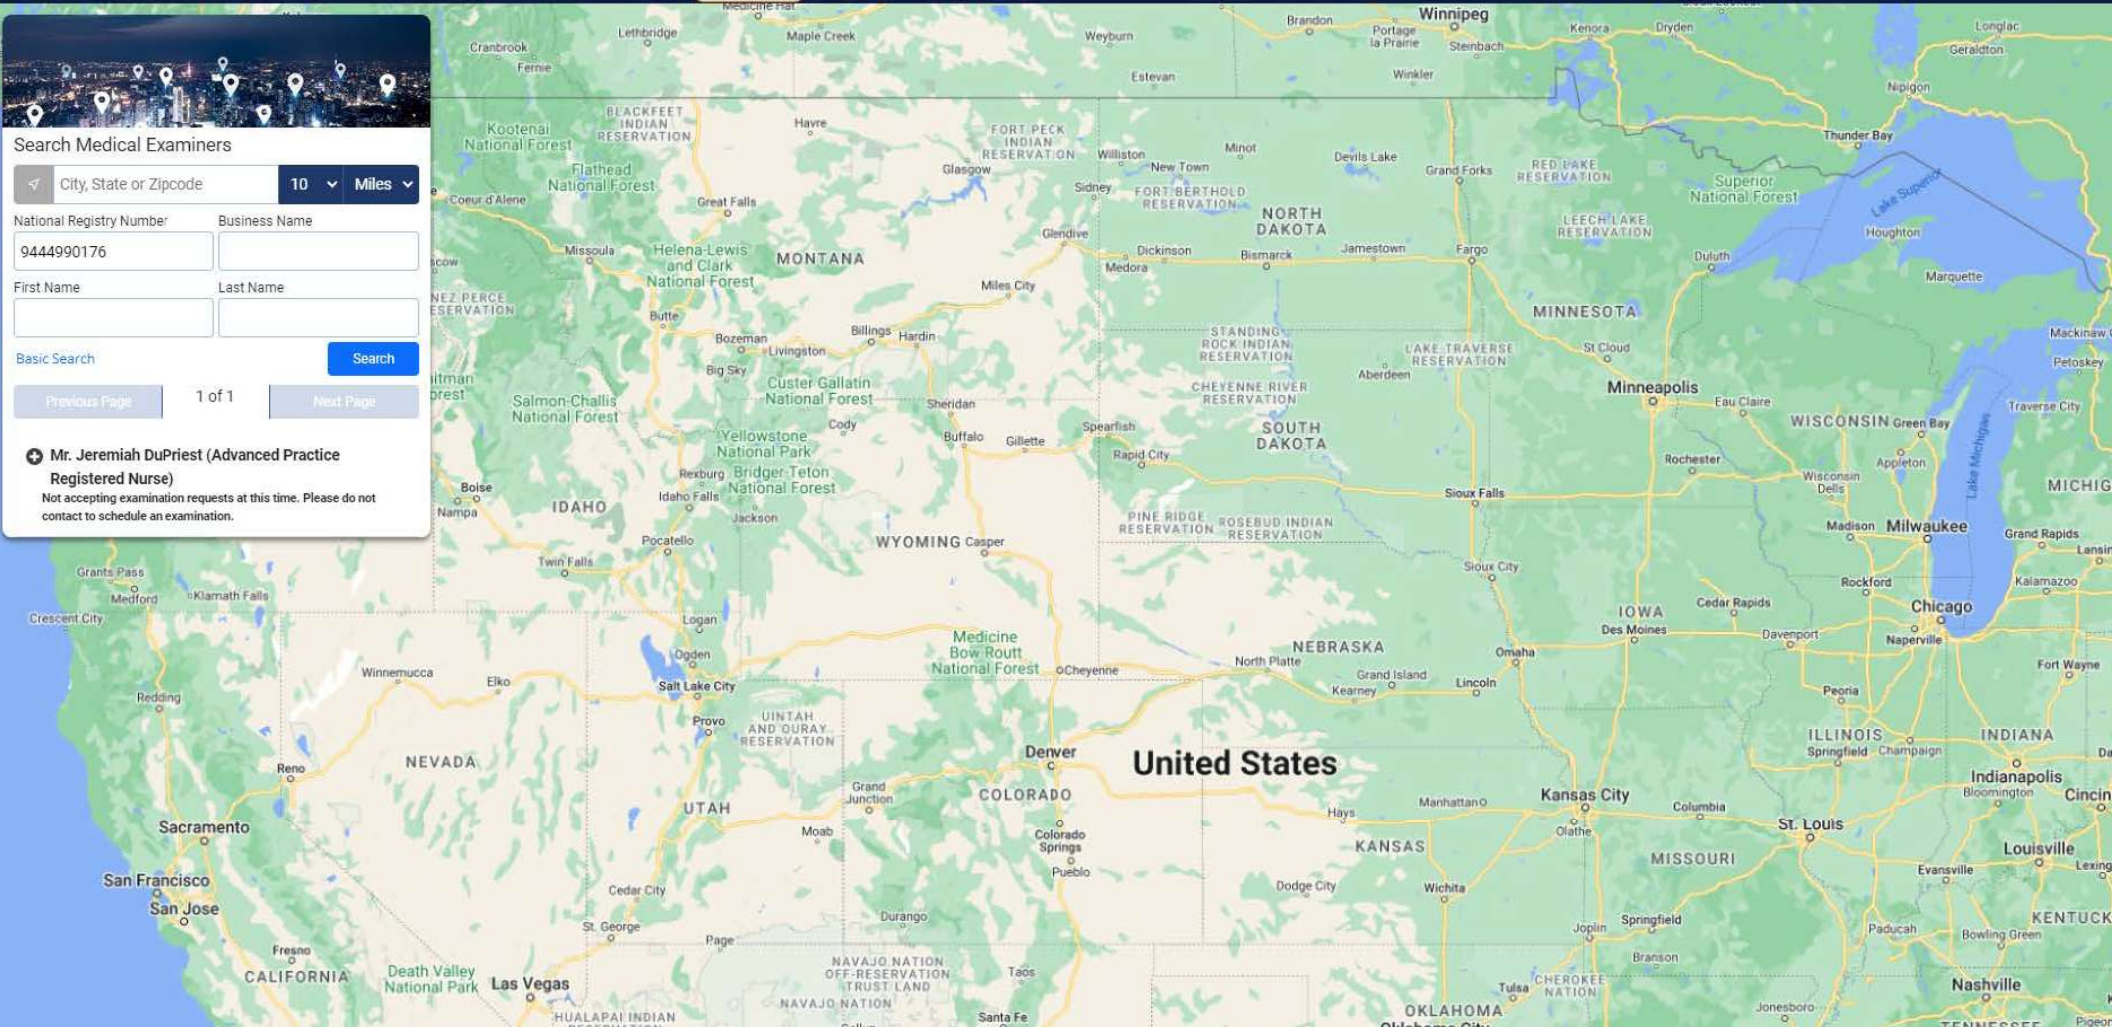 Search Medical Examiners
City, State or Zipcode 10 Miles
National Registry Number Business Name
9444990176
First Name Last Name
Basic Search Search
Previous Page 1 of 1 Next Page
Mr. Jeremiah DuPriest (Advanced Practice
Registered Nurse)
Not accepting examination requests at this time. Please do not
contact to schedule an examination.
Medicine Hat
Lethbridge
Maple Creek
Cranbrook
Fernie
Weyburn
Estevan
Brandon
Portage
la Prairie
Winnipeg
Steinbach
Winkler
Kenora
Dryden
Longlac
Geraldton
Nipigon
Thunder Bay
BLACKFEET
INDIAN
RESERVATION
Kootenai
National Forest
Flathead
National Forest
Havre
FORT PECK
INDIAN
RESERVATION
Glasgow
Williston
New Town
Minot
Devils Lake
Grand Forks
RED LAKE
RESERVATION
Superior
National Forest
Lake Superior
Coeur d'Alene
Great Falls
Sidney
FORT BERTHOLD
RESERVATION
NORTH
DAKOTA
LEECH LAKE
RESERVATION
Houghton
Missoula
Helena-Lewis
and Clark
National Forest
MONTANA
Glendive
Dickinson
Medora
Bismarck
Jamestown
Fargo
Duluth
Marquette
scow
NEZ PERCE
RESERVATION
Miles City
Butte
MINNESOTA
Bozeman
Livingston
Billings
Hardin
STANDING
ROCK INDIAN
RESERVATION
LAKE TRAVERSE
RESERVATION
St Cloud
Mackinaw C
Petoskey
Big Sky
Custer Gallatin
National Forest
CHEYENNE RIVER
RESERVATION
Aberdeen
Minneapolis
Eau Claire
Traverse City
itman
orest
Salmon-Challis
National Forest
Sheridan
Cody
Buffalo
Gillette
Spearfish
SOUTH
DAKOTA
WISCONSIN
Green Bay
Lake Michigan
Yellowstone
National Park
Rapid City
Rochester
Appleton
Rexburg
Bridger-Teton
National Forest
Wisconsin
Dells
MICHIG
Boise
Nampa
IDAHO
Idaho Falls
Jackson
Sioux Falls
PINE RIDGE
RESERVATION
ROSEBUD INDIAN
RESERVATION
Madison
Milwaukee
Grand Rapids
Lansin
Pocatello
WYOMING
Casper
Twin Falls
Sioux City
Grants Pass
Medford
Klamath Falls
Rockford
Kalamazoo
Crescent City
Logan
IOWA
Cedar Rapids
Chicago
Des Moines
Davenport
Naperville
Medicine
Bow Routt
National Forest
NEBRASKA
Ogden
Cheyenne
North Platte
Omaha
Fort Wayne
Winnemucca
Elko
Salt Lake City
Grand Island
Kearney
Lincoln
Peoria
Redding
Provo
UINTAH
AND OURAY
RESERVATION
ILLINOIS
Springfield
Champaign
INDIANA
Denver
United States
Reno
NEVADA
Indianapolis
Bloomington
Cincin
UTAH
Grand
Junction
COLORADO
Hays
Manhattan
Kansas City
Columbia
Sacramento
Moab
Colorado
Springs
Olathe
St. Louis
KANSAS
MISSOURI
Louisville
Lexing
Pueblo
San Francisco
Cedar City
Dodge City
Wichita
Evansville
San Jose
St. George
Durango
Springfield
KENTUCK
Page
Joplin
Paducah
Bowling Green
Fresno
CALIFORNIA
Death Valley
National Park
Las Vegas
NAVAJO NATION
OFF-RESERVATION
TRUST LAND
NAVAJO NATION
Taos
Branson
Tulsa
CHEROKEE
NATION
Nashville
HUALAPAI INDIAN
Santa Fe
OKLAHOMA
Jonesboro